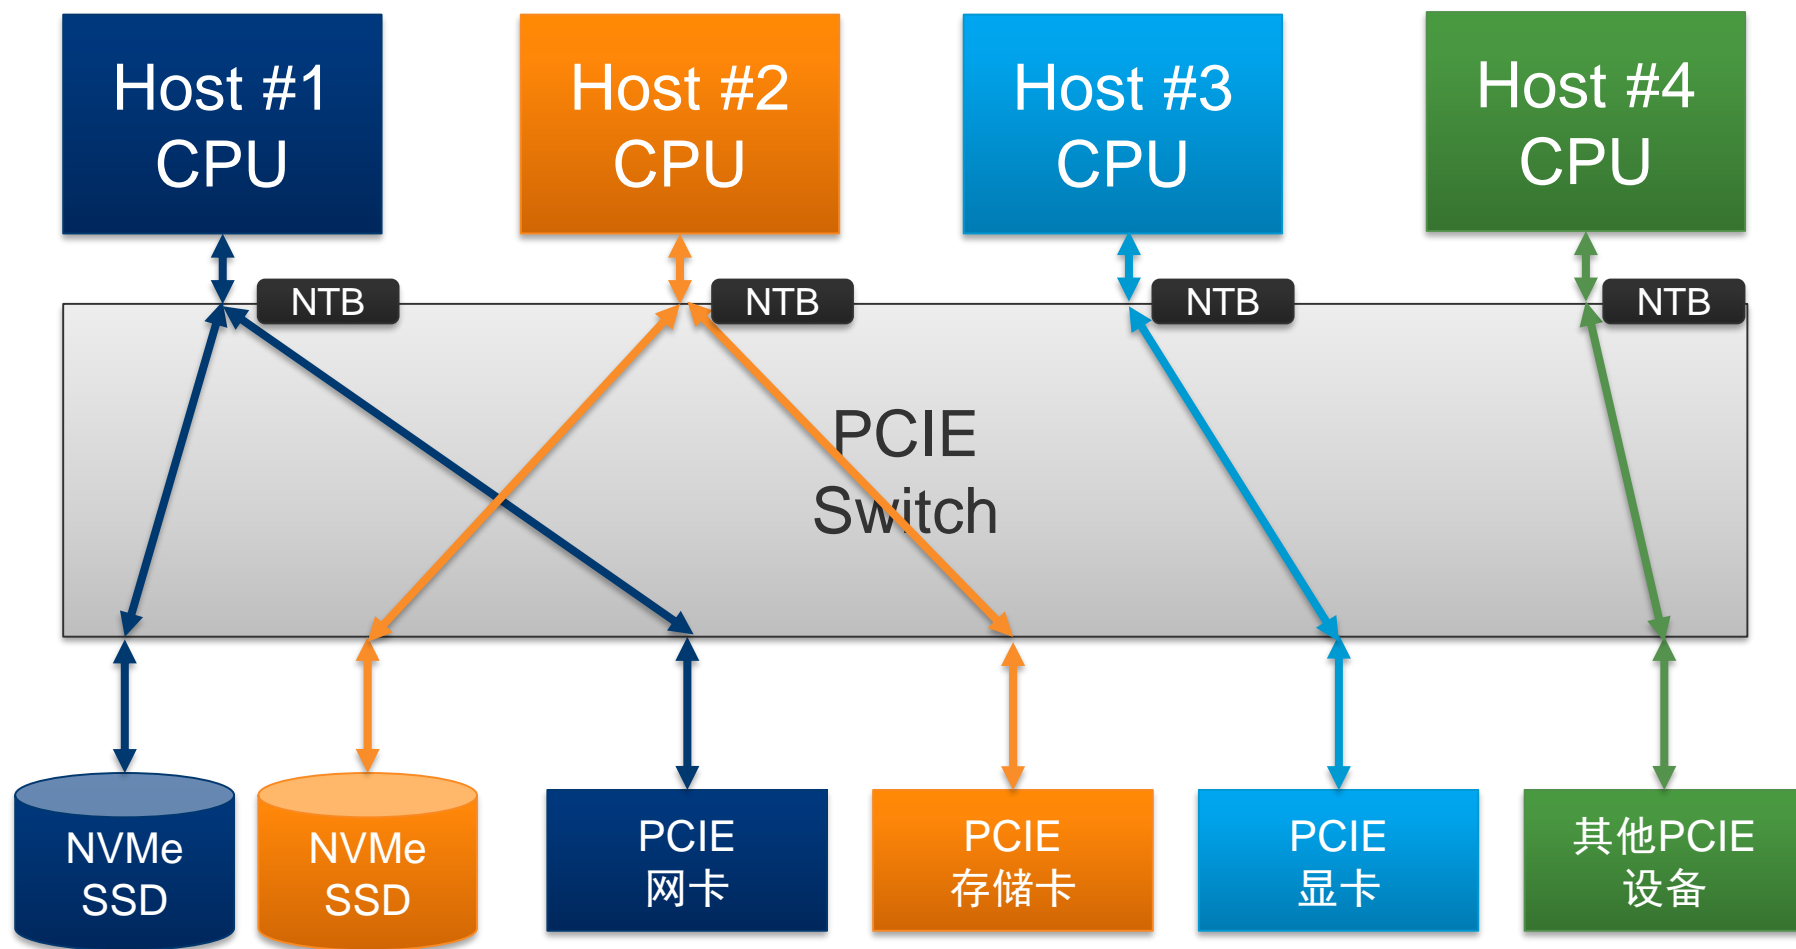 Host #1
CPU
Host #2
CPU
Host #3
CPU
Host #4
CPU
NTB
NTB
NTB
NTB
PCIE
Switch
NVMe
SSD
NVMe
SSD
PCIE
网卡
PCIE
存储卡
PCIE
显卡
其他PCIE
设备